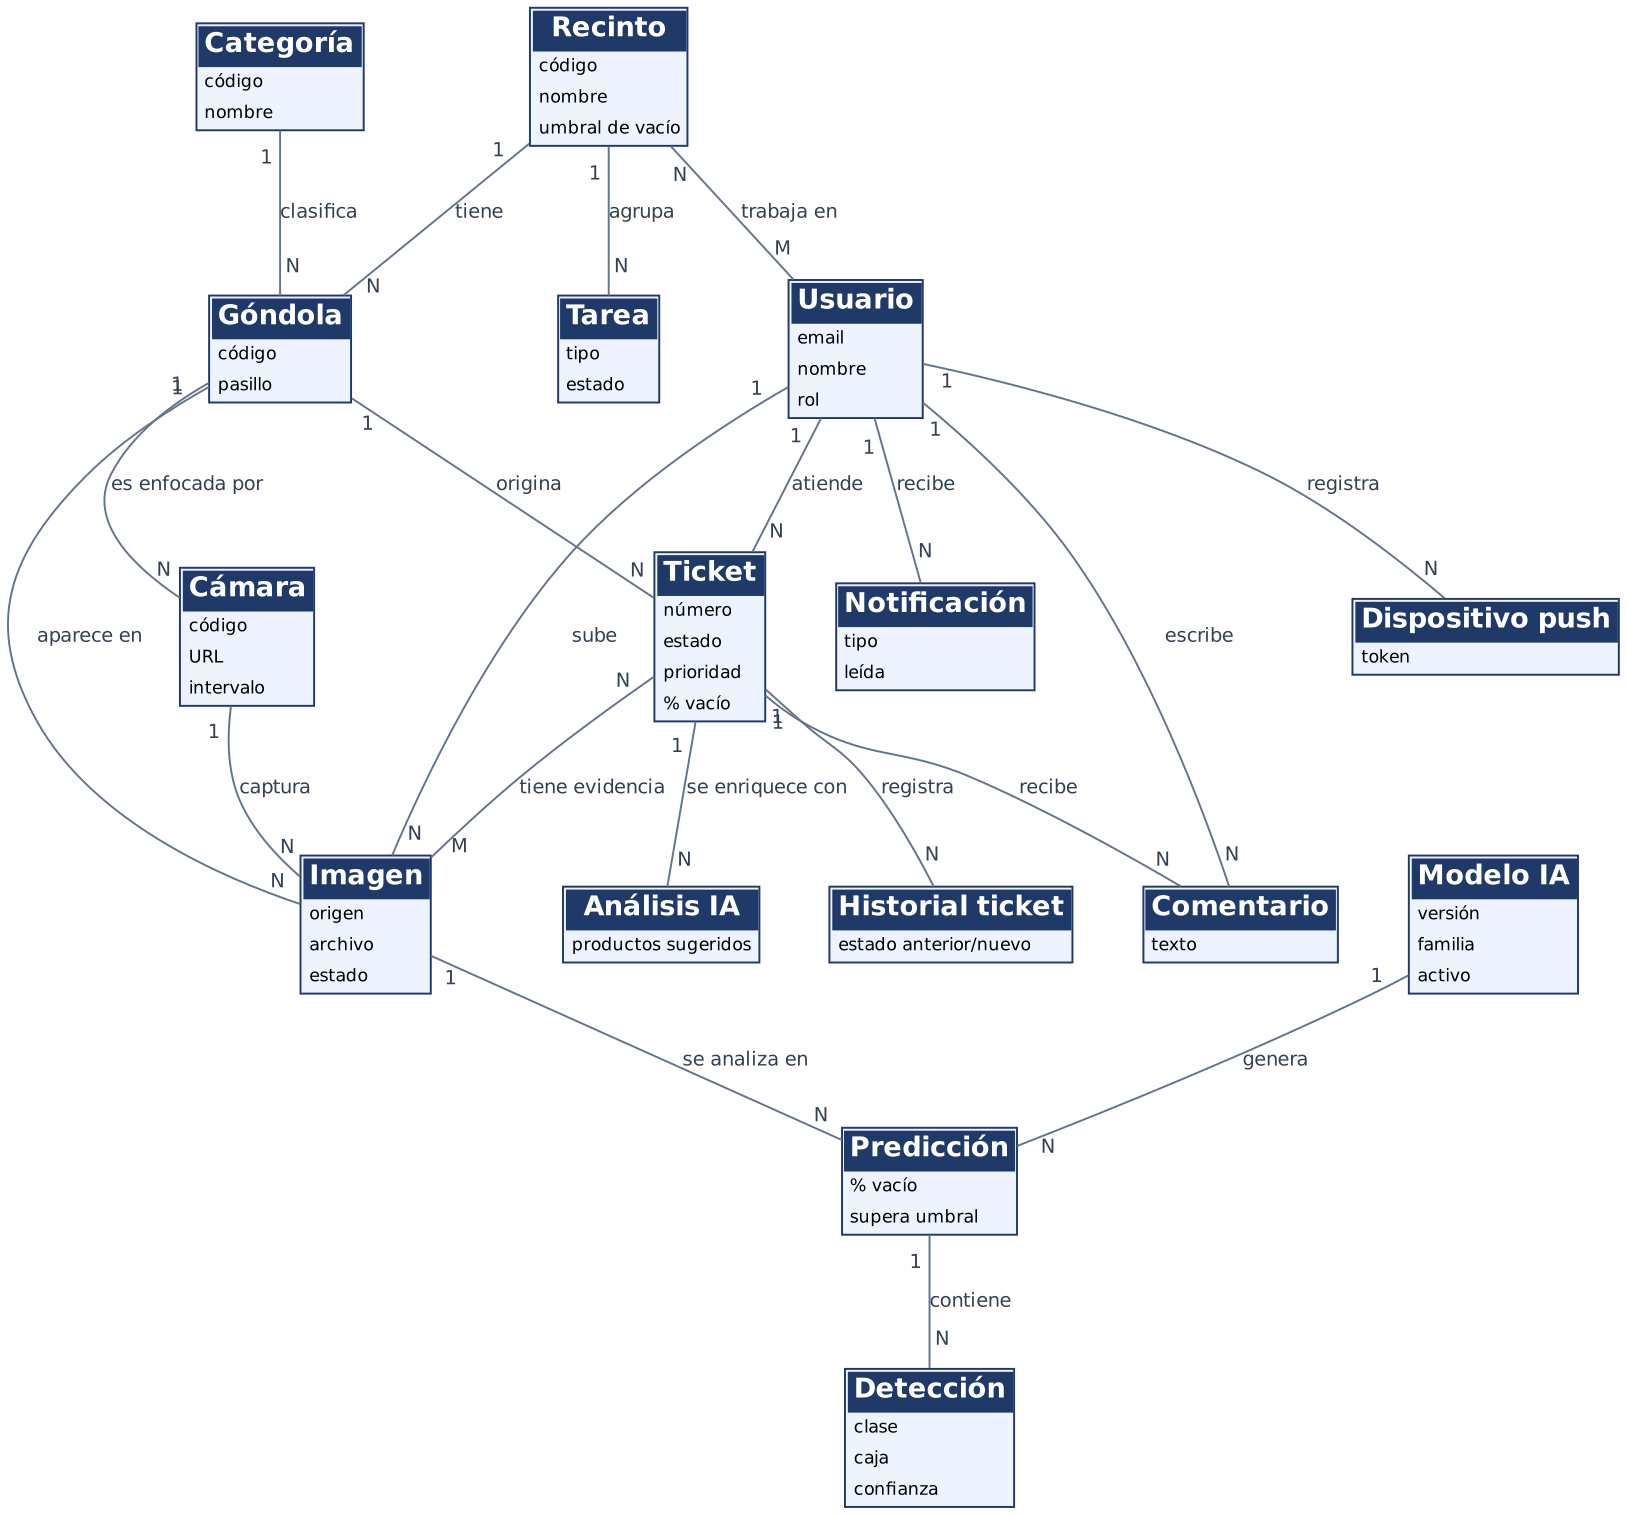 Categoría
código
nombre
Recinto
código
nombre
umbral de vacío
1
1
1
N
clasifica
tiene
agrupa
trabaja en
N
N
N
M
Góndola
código
pasillo
Tarea
tipo
estado
Usuario
email
nombre
rol
1
1
1
1
1
1
1
1
es enfocada por
origina
atiende
recibe
registra
N
N
N
N
N
Cámara
código
URL
intervalo
Ticket
número
estado
prioridad
% vacío
Notificación
tipo
leída
Dispositivo push
token
aparece en
sube
escribe
1
N
1
1
1
captura
tiene evidencia
se enriquece con
registra
recibe
N
N
N
M
N
N
N
N
Imagen
origen
archivo
estado
Análisis IA
productos sugeridos
Historial ticket
estado anterior/nuevo
Comentario
texto
Modelo IA
versión
familia
activo
1
1
se analiza en
genera
N
N
Predicción
% vacío
supera umbral
1
contiene
N
Detección
clase
caja
confianza